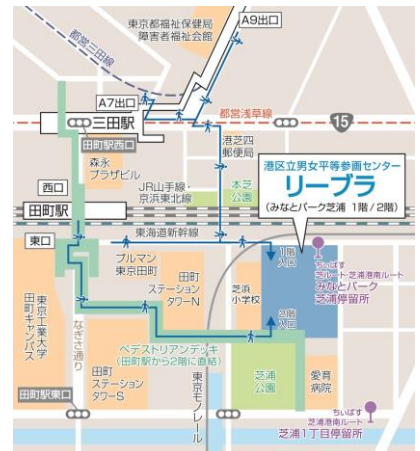 東京都福祉保健局
障害者福祉会館
A9出口
都営三田線
A7出口
都営浅草線
15
三田駅
田町駅西口
森永
プラザビル
港芝四
郵便局
港区立男女平等参画センター
リーブラ
(みなとパーク芝浦 1階/2階)
西口
JR山手線・
京浜東北線
本芝
公園
田町駅
東海道新幹線
東口
プルマン
東京田町
田町
ステーション
タワーN
芝浜
小学校
1階
入口
2階
入口
ちぃばす
芝ルート・芝浦港南ルート
みなとパーク
芝浦停留所
東京工業大学
田町キャンパス
なぎさ通り
ペデストリアンデッキ
(田町駅から2階に直結)
田町
ステーション
タワーS
東京モノレール
芝浦
公園
愛育
病院
田町駅東口
ちぃばす
芝浦港南ルート
芝浦1丁目停留所